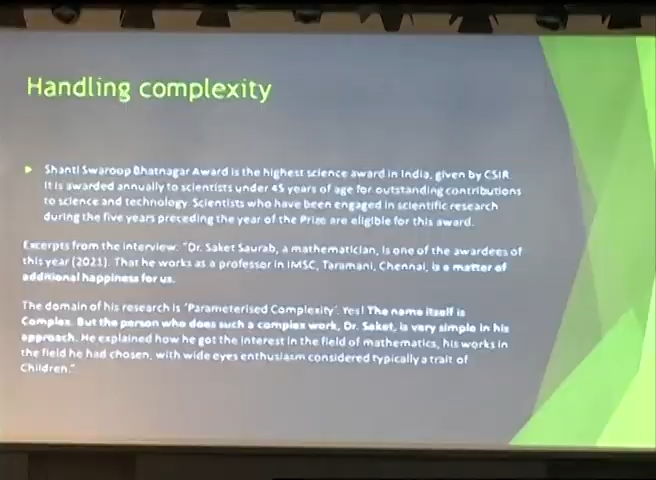 Handling complexity
Shanti Swaroop Bhatnagar Award is the highest science award in India, given by CSIR.
It is awarded annually to scientists under 45 years of age for outstanding contributions
to science and technology. Scientists who have been engaged in scientific research
during the five years preceding the year of the Prize are eligible for this award.
Excerpts from the interview: "Dr. Saket Saurab, a mathematician, is one of the awardees of
this year (2021). That he works as a professor in IMSC, Taramani, Chennai, is a matter of
additional happiness for us.
The domain of his research is 'Parameterised Complexity'. Yes! The name itself is
Complex. But the person who does such a complex work, Dr. Saket, is very simple in his
approach. He explained how he got the interest in the field of mathematics, his works in
the field he had chosen, with wide eyes enthusiasm considered typically a trait of
Children."